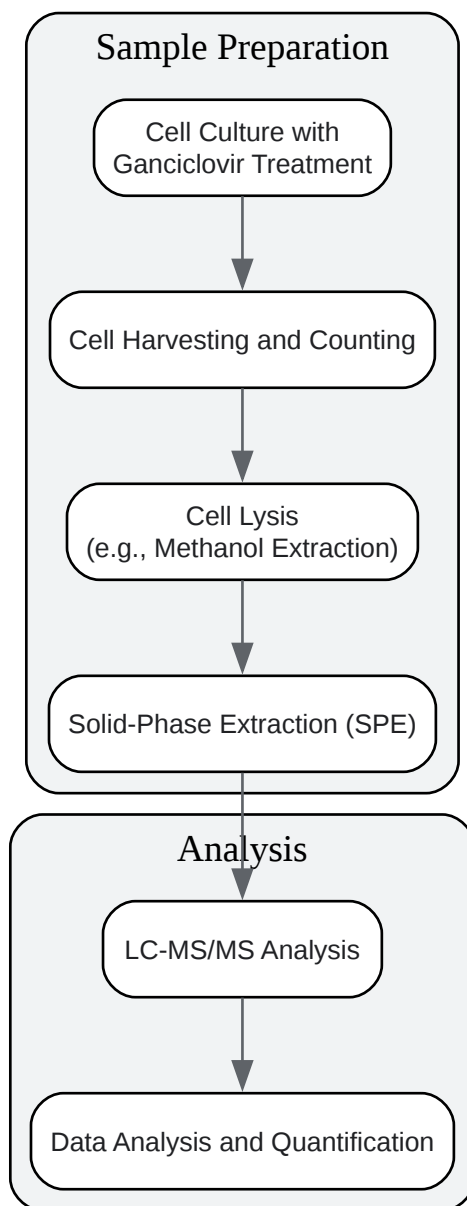 Sample Preparation
Cell Culture with
Ganciclovir Treatment
Cell Harvesting and Counting
Cell Lysis
(e.g., Methanol Extraction)
Solid-Phase Extraction (SPE)
Analysis
LC-MS/MS Analysis
Data Analysis and Quantification